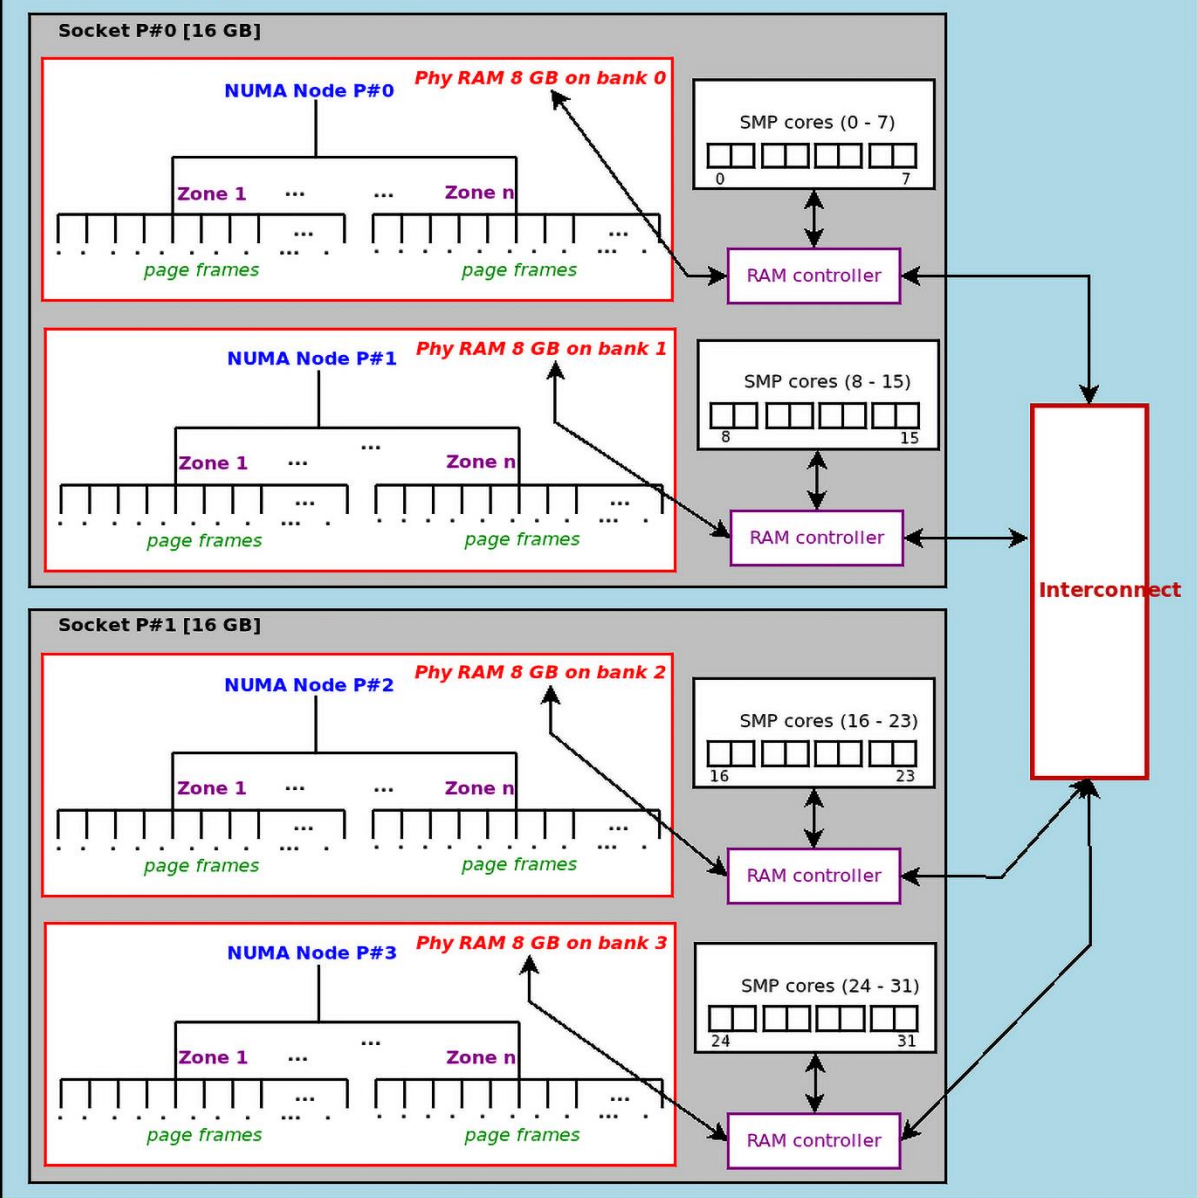 Socket P#0 [16 GB]
Phy RAM 8 GB on bank 0
NUMA Node P#0
Zone 1 ... ... Zone n
... ...
... ...
page frames page frames
SMP cores (0 - 7)
0 7
RAM controller
Phy RAM 8 GB on bank 1
NUMA Node P#1
...
Zone 1 ... Zone n
... ...
... ...
page frames page frames
SMP cores (8 - 15)
8 15
RAM controller
Interconnect
Socket P#1 [16 GB]
Phy RAM 8 GB on bank 2
NUMA Node P#2
Zone 1 ... ... Zone n
... ...
... ...
page frames page frames
SMP cores (16 - 23)
16 23
RAM controller
Phy RAM 8 GB on bank 3
NUMA Node P#3
...
Zone 1 ... Zone n
... ...
... ...
page frames page frames
SMP cores (24 - 31)
24 31
RAM controller